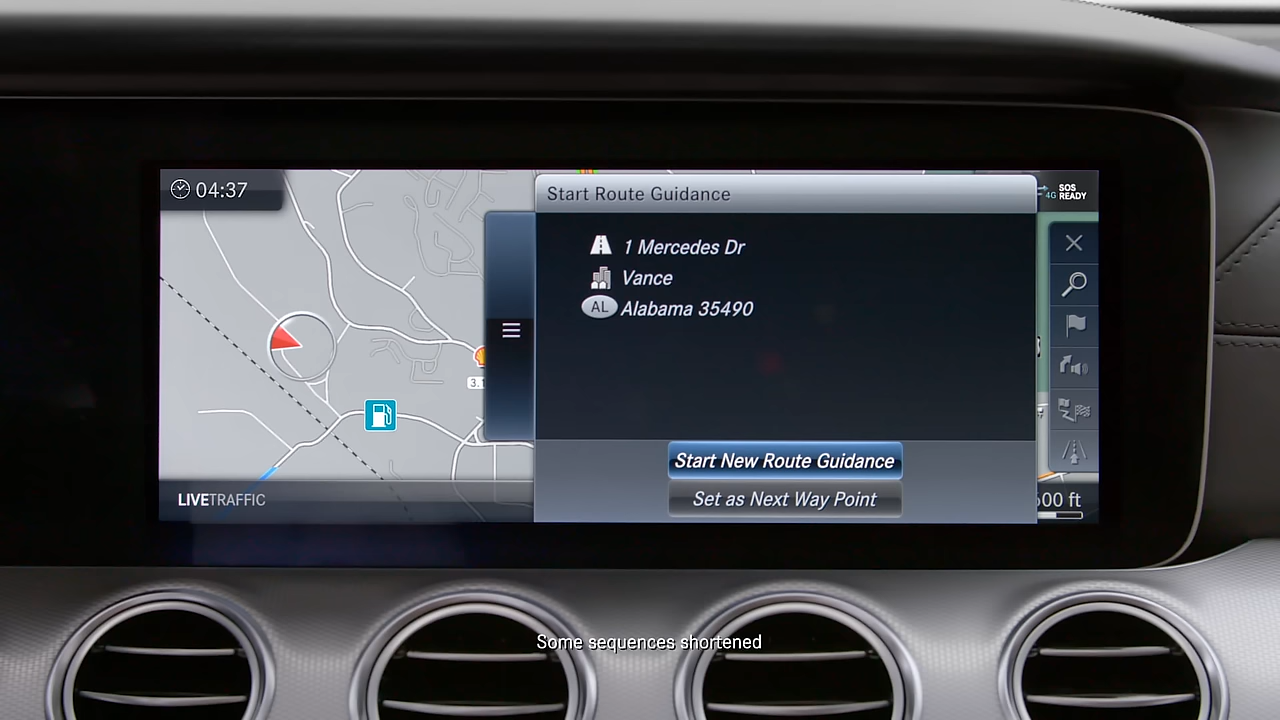 04:37
Start Route Guidance
4G
SOS
READY
1 Mercedes Dr
Vance
AL Alabama 35490
3.1
Start New Route Guidance
Set as Next Way Point
LIVETRAFFIC
00 ft
Some sequences shortened